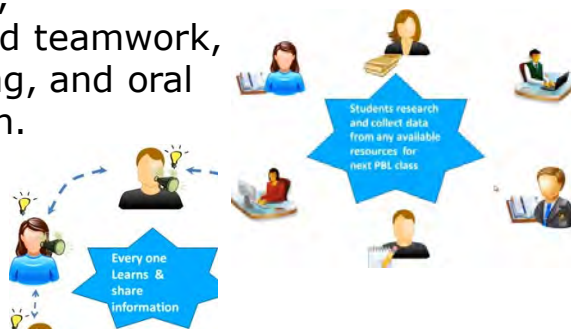 d teamwork,
g, and oral
n.
Students research
and collect data
from any available
resources for
next PBL class
Every one
Learns &
share
information